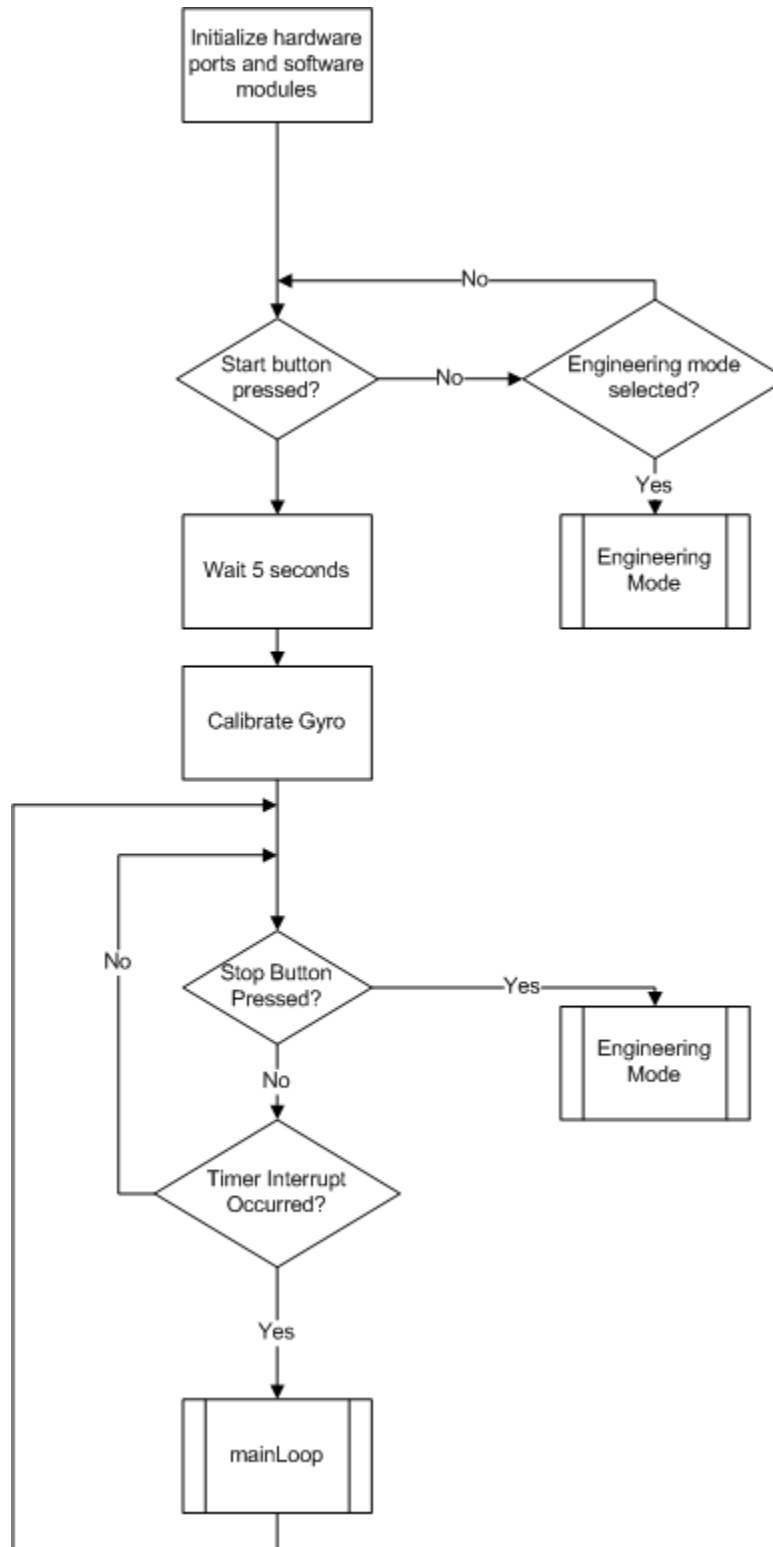 Initialize hardware
ports and software
modules
No
Start button
pressed?
No
Engineering mode
selected?
Yes
Wait 5 seconds
Engineering
Mode
Calibrate Gyro
No
Stop Button
Pressed?
Yes
Engineering
Mode
No
Timer Interrupt
Occurred?
Yes
mainLoop